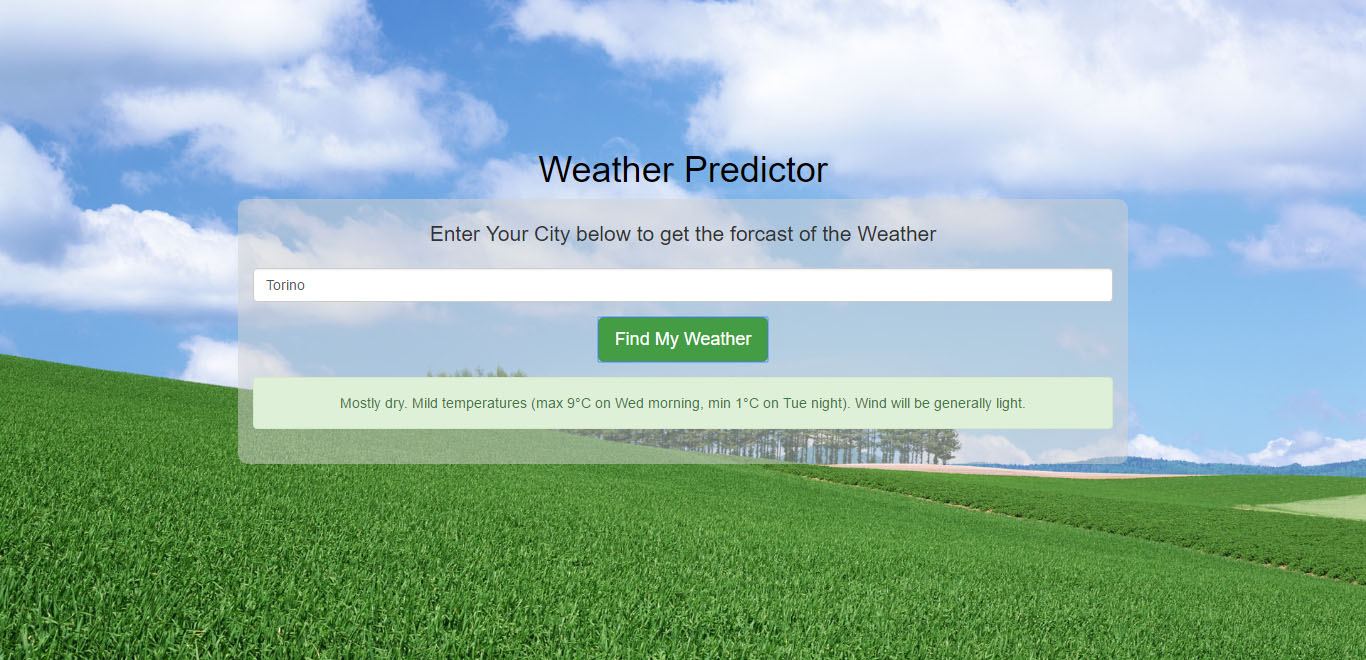 Weather Predictor
Enter Your City below to get the forcast of the Weather
Torino
Find My Weather
Mostly dry. Mild temperatures (max 9°C on Wed morning, min 1°C on Tue night). Wind will be generally light.